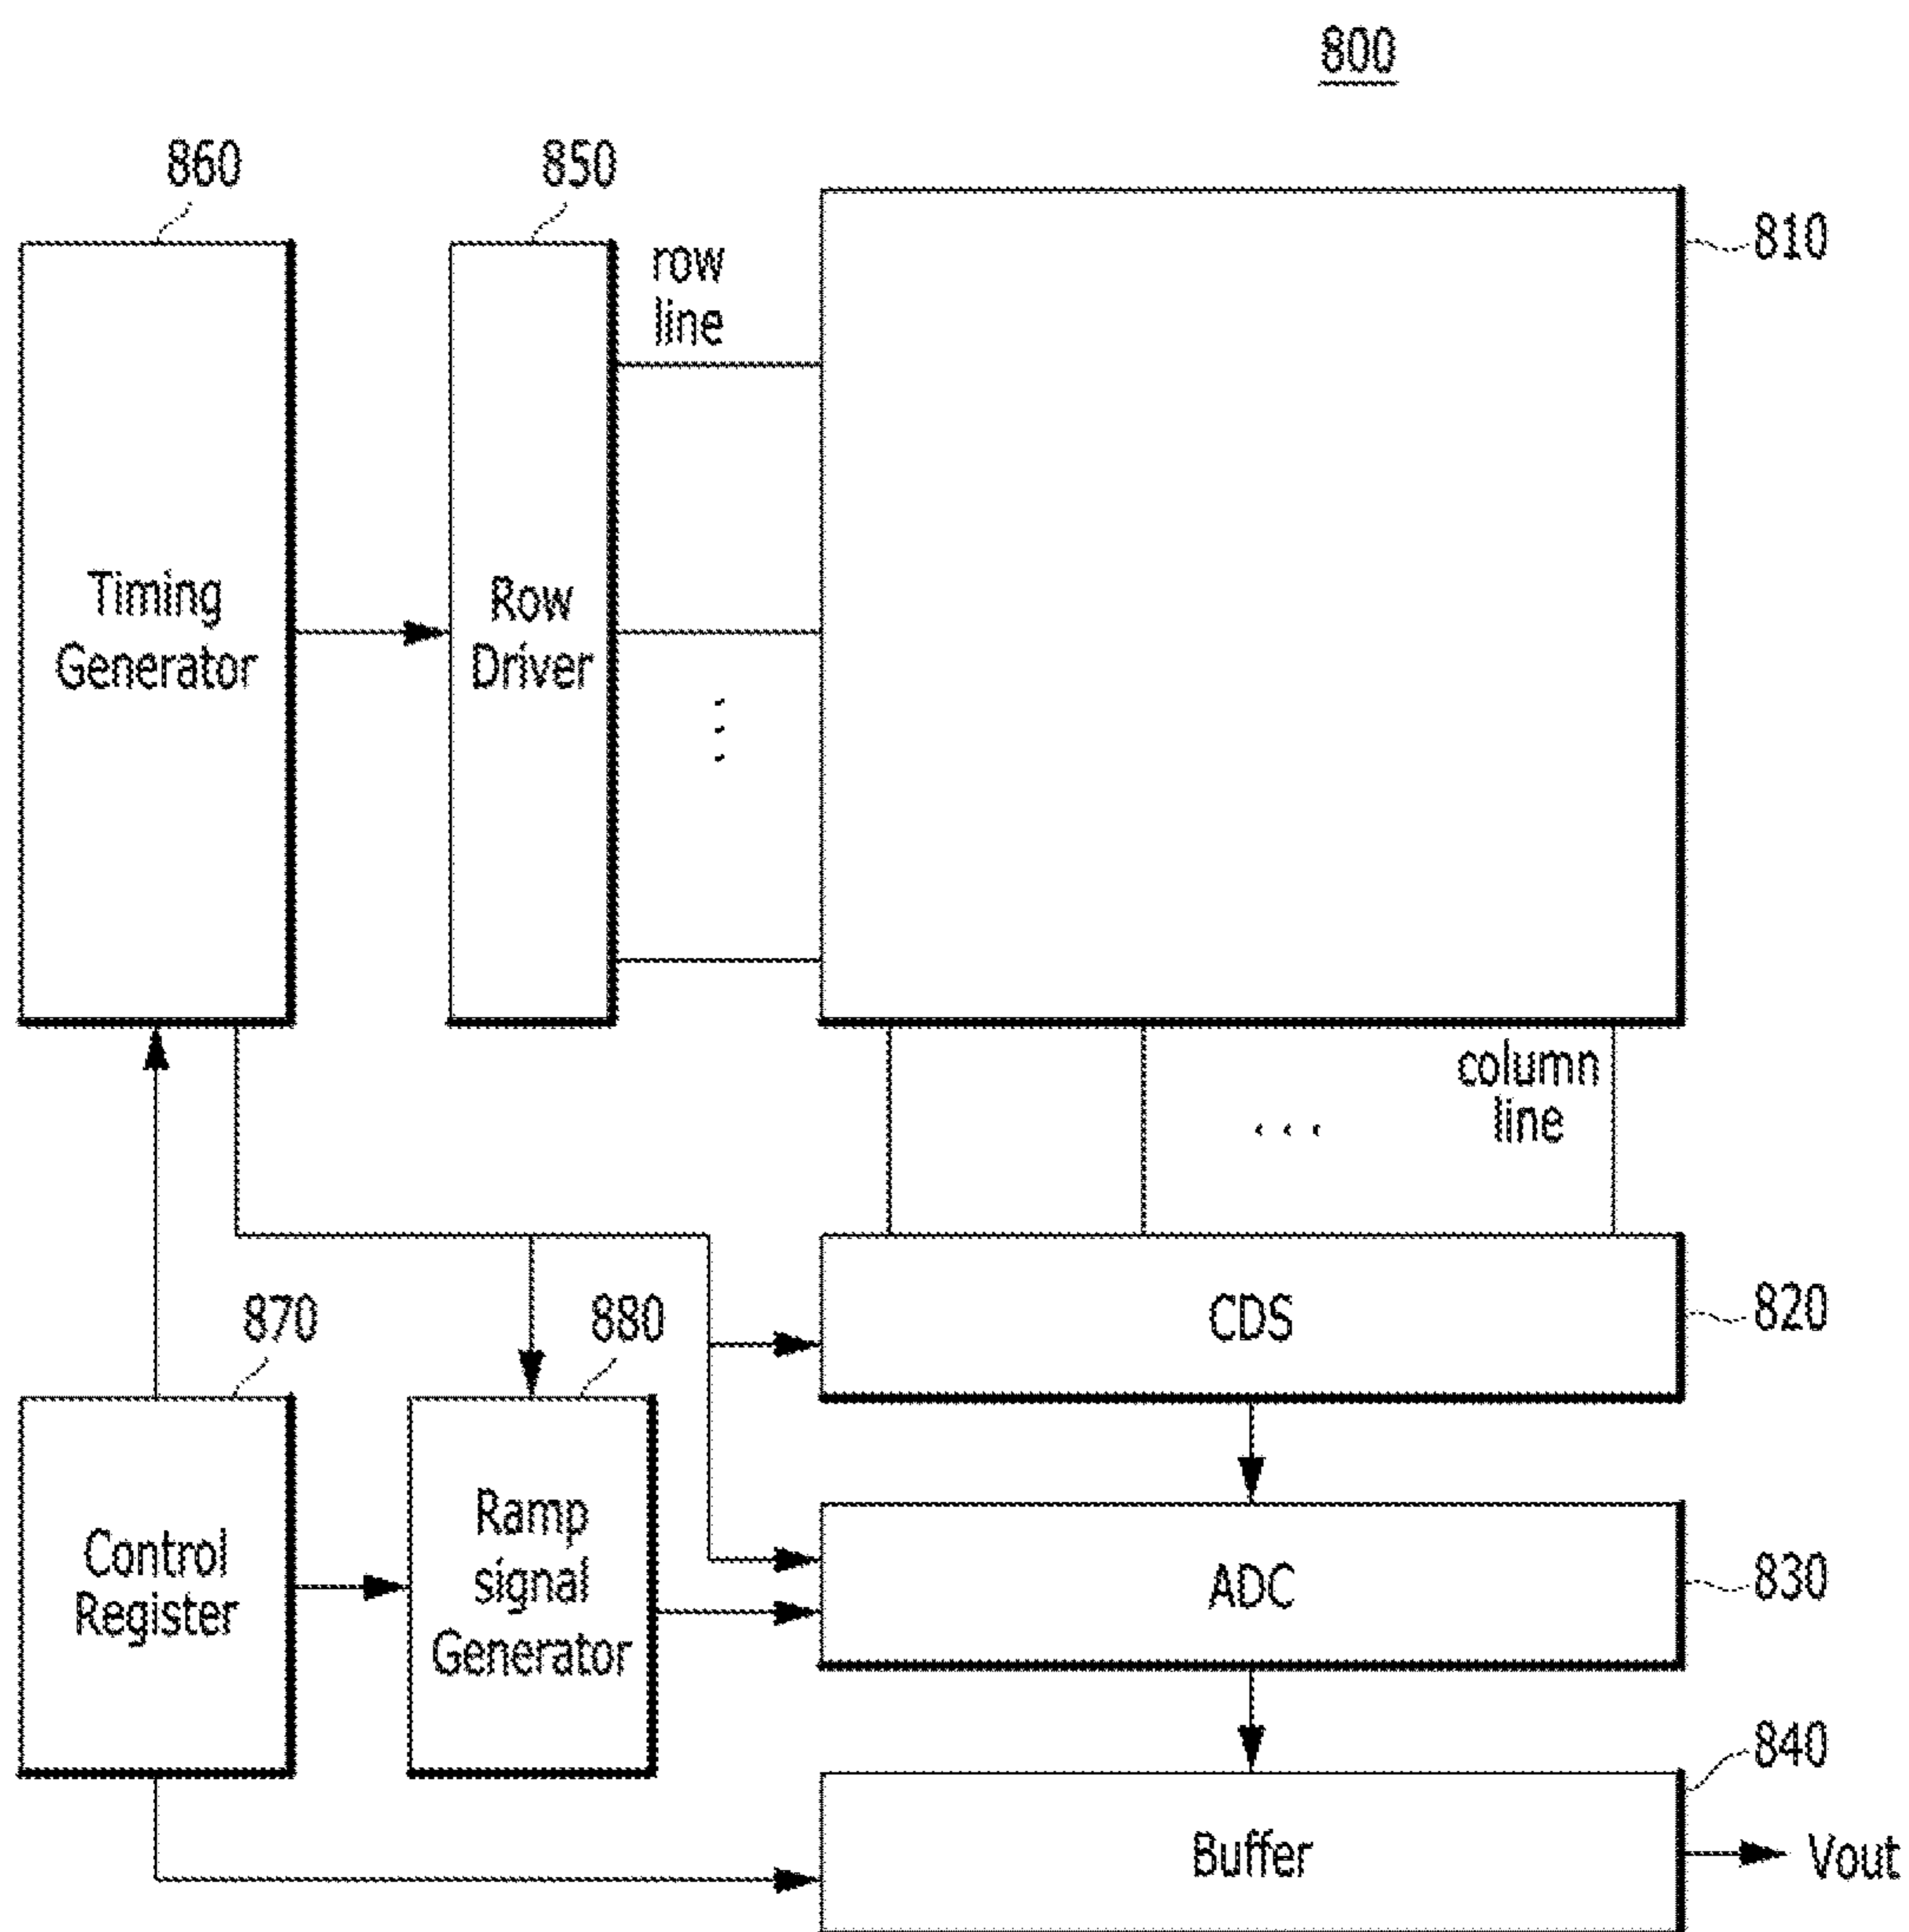 800
860
850
810
row
line
Timing
Generator
Row
Driver
column
line
CDS
820
870
880
Control
Register
Ramp
signal
Generator
ADC
830
840
Buffer
Vout